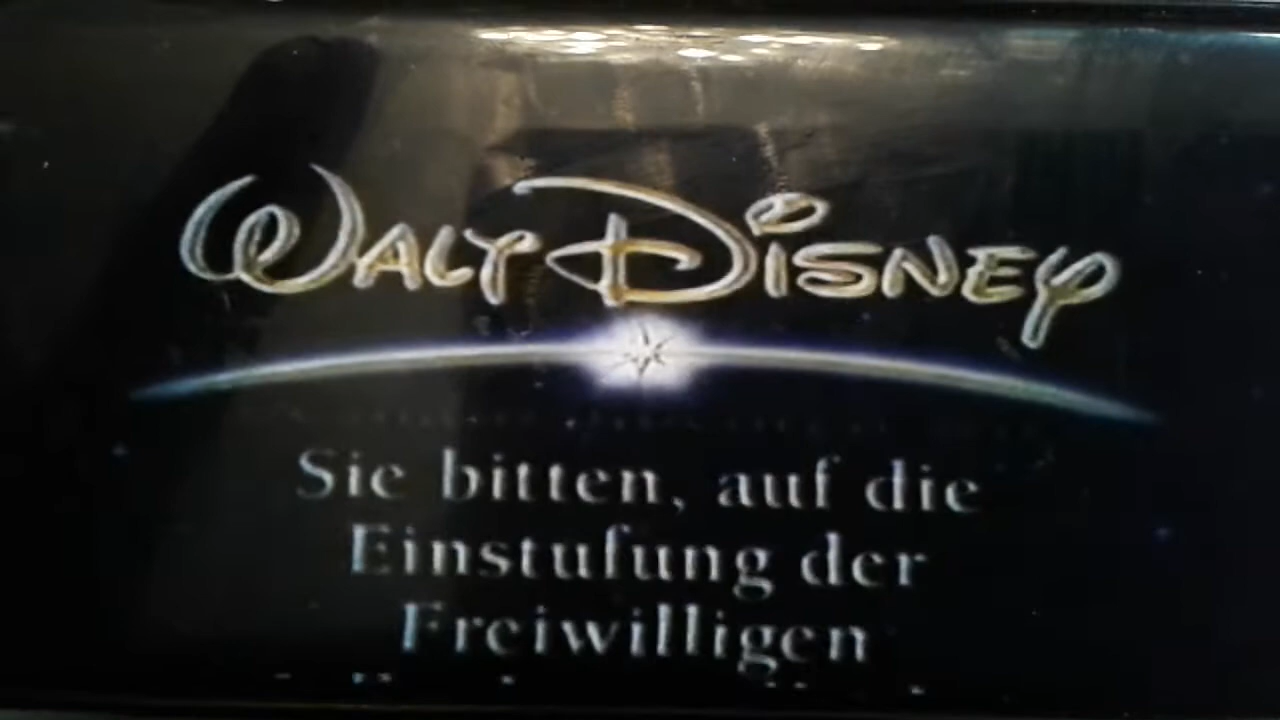 WALT DISNEY
Sie bitten, auf die
Einstufung der
Freiwilligen